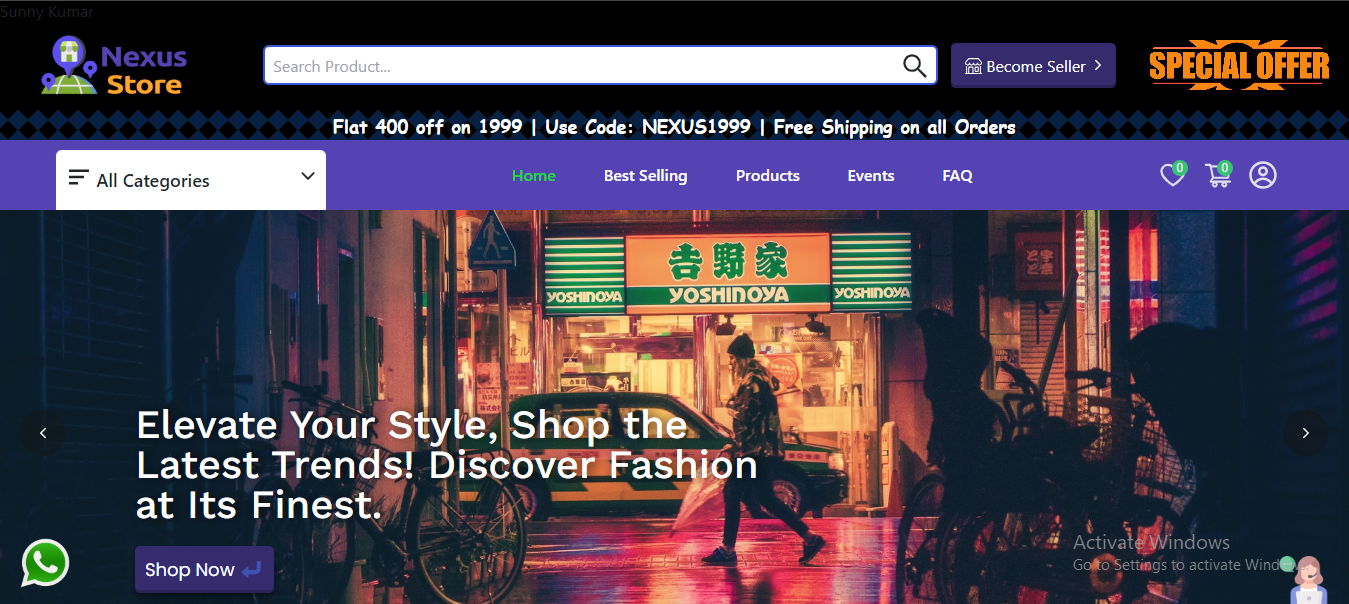 Sunny Kumar
Nexus
Store
Search Product...
Become Seller
SPECIAL OFFER
Flat 400 off on 1999 | Use Code: NEXUS1999 | Free Shipping on all Orders
All Categories
Home
Best Selling
Products
Events
FAQ
0
0
吉野家
YOSHINOYA
YOSHINOYA
YOSHINOYA
Elevate Your Style, Shop the
Latest Trends! Discover Fashion
at Its Finest.
Shop Now
Activate Windows
Go to Settings to activate Wind